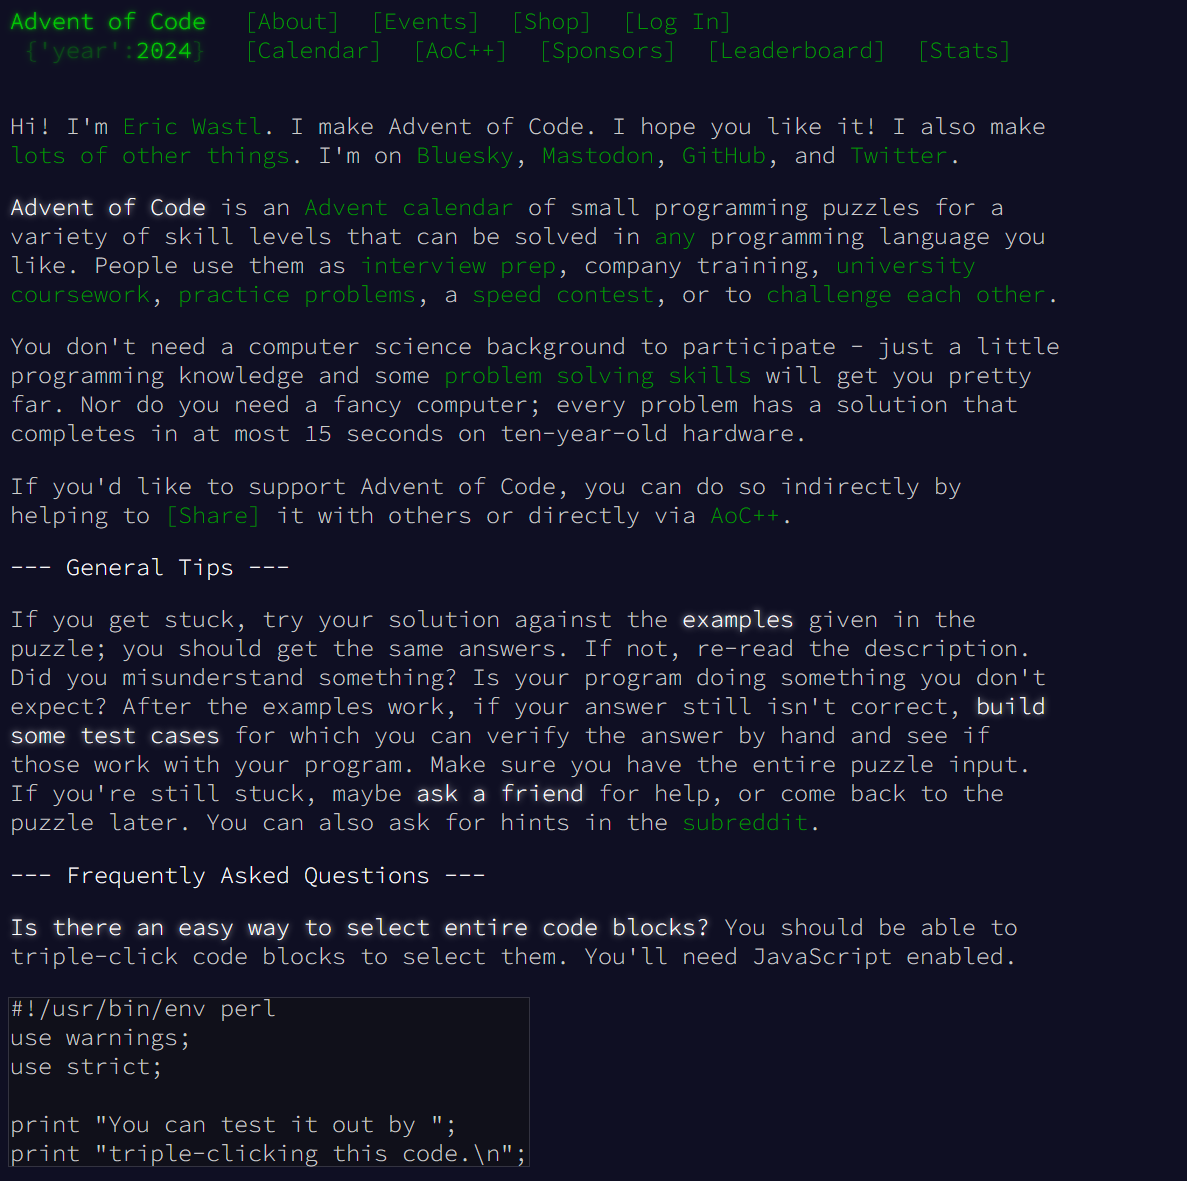 Advent of Code [About] [Events] [Shop] [Log In]
{'year':2024} [Calendar] [AoC++] [Sponsors] [Leaderboard] [Stats]
Hi! I'm Eric Wastl. I make Advent of Code. I hope you like it! I also make
lots of other things. I'm on Bluesky, Mastodon, GitHub, and Twitter.
Advent of Code is an Advent calendar of small programming puzzles for a
variety of skill levels that can be solved in any programming language you
like. People use them as interview prep, company training, university
coursework, practice problems, a speed contest, or to challenge each other.
You don't need a computer science background to participate - just a little
programming knowledge and some problem solving skills will get you pretty
far. Nor do you need a fancy computer; every problem has a solution that
completes in at most 15 seconds on ten-year-old hardware.
If you'd like to support Advent of Code, you can do so indirectly by
helping to [Share] it with others or directly via AoC++.
--- General Tips ---
If you get stuck, try your solution against the examples given in the
puzzle; you should get the same answers. If not, re-read the description.
Did you misunderstand something? Is your program doing something you don't
expect? After the examples work, if your answer still isn't correct, build
some test cases for which you can verify the answer by hand and see if
those work with your program. Make sure you have the entire puzzle input.
If you're still stuck, maybe ask a friend for help, or come back to the
puzzle later. You can also ask for hints in the subreddit.
--- Frequently Asked Questions ---
Is there an easy way to select entire code blocks? You should be able to
triple-click code blocks to select them. You'll need JavaScript enabled.
#!/usr/bin/env perl
use warnings;
use strict;
print "You can test it out by ";
print "triple-clicking this code.\n";